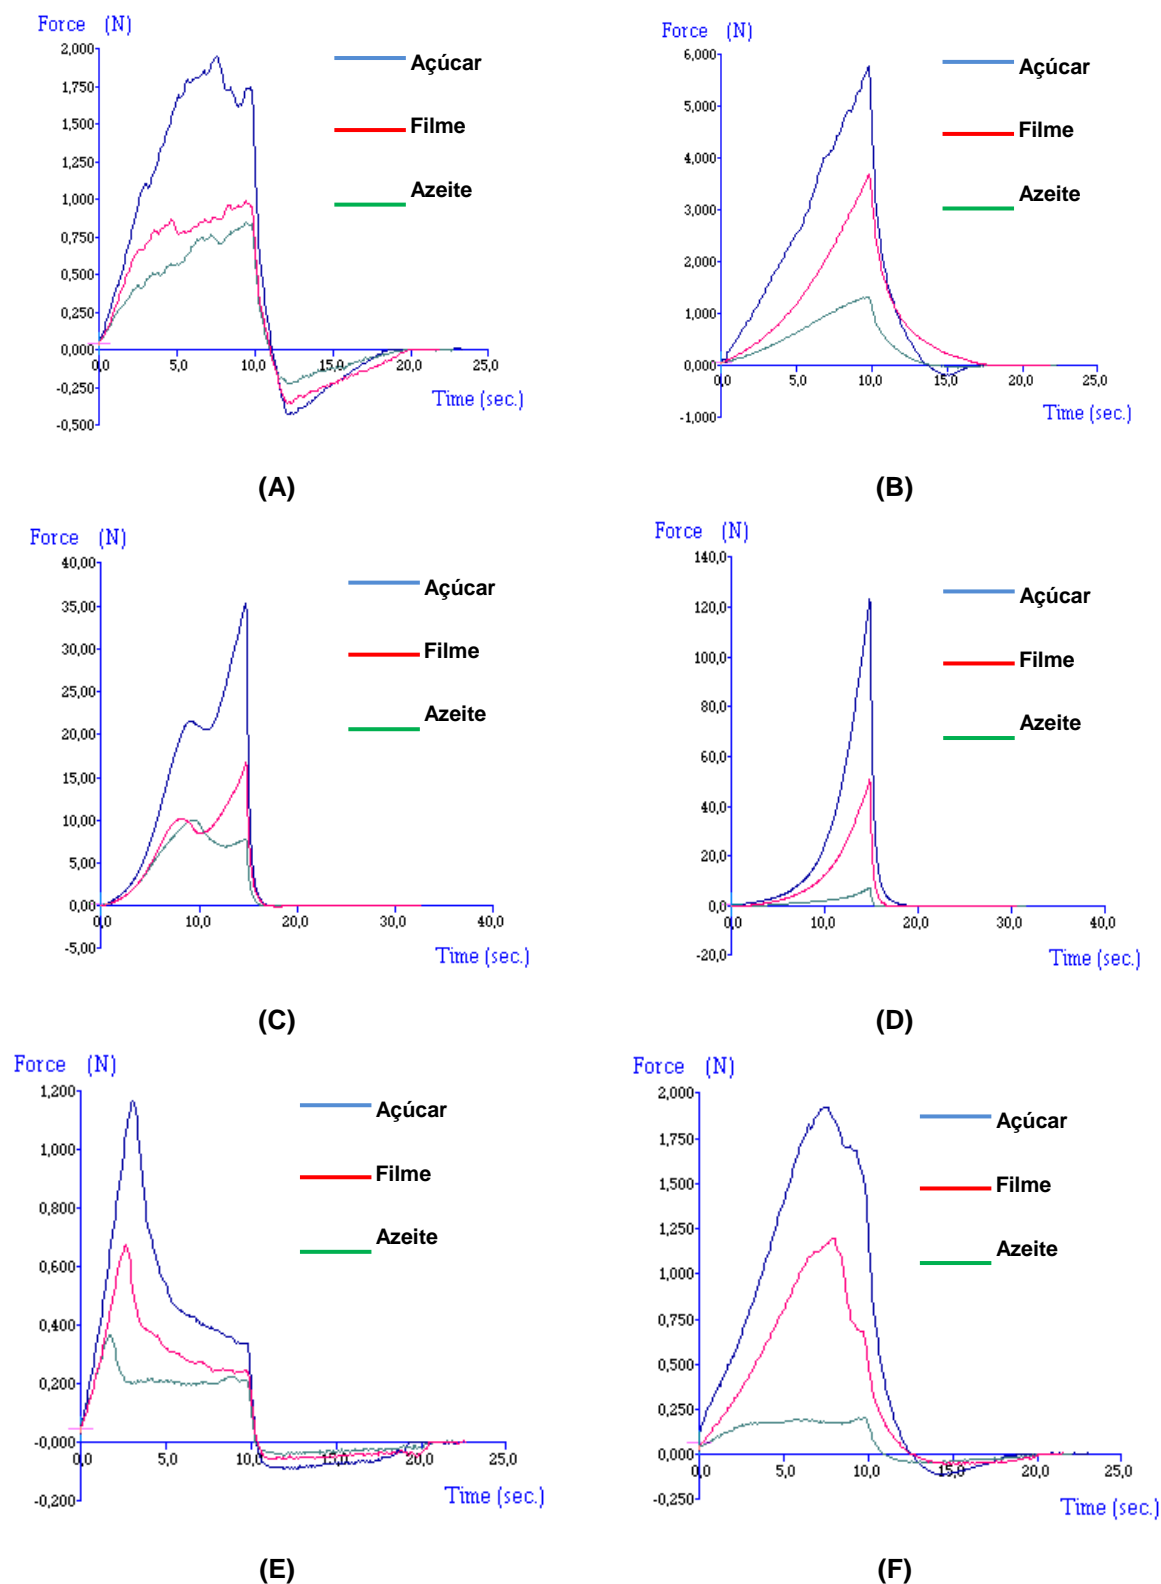 Force (N)
2,000
1,750
1,500
1,250
1,000
0,750
0,500
0,250
0,000
-0,250
-0,500
0,0
5,0
10,0
15,0
20,0
25,0
Time (sec.)
Açúcar
Filme
Azeite
(A)
Force (N)
6,000
5,000
4,000
3,000
2,000
1,000
0,000
-1,000
0,0
5,0
10,0
15,0
20,0
25,0
Time (sec.)
Açúcar
Filme
Azeite
(B)
Force (N)
40,00
35,00
30,00
25,00
20,00
15,00
10,00
5,00
0,00
-5,00
0,0
10,0
20,0
30,0
40,0
Time (sec.)
Açúcar
Filme
Azeite
(C)
Force (N)
140,0
120,0
100,0
80,0
60,0
40,0
20,0
0,0
-20,0
0,0
10,0
20,0
30,0
40,0
Time (sec.)
Açúcar
Filme
Azeite
(D)
Force (N)
1,200
1,000
0,800
0,600
0,400
0,200
-0,000
-0,200
0,0
5,0
10,0
15,0
20,0
25,0
Time (sec.)
Açúcar
Filme
Azeite
(E)
Force (N)
2,000
1,750
1,500
1,250
1,000
0,750
0,500
0,250
0,000
-0,250
0,0
5,0
10,0
15,0
20,0
25,0
Time (sec.)
Açúcar
Filme
Azeite
(F)